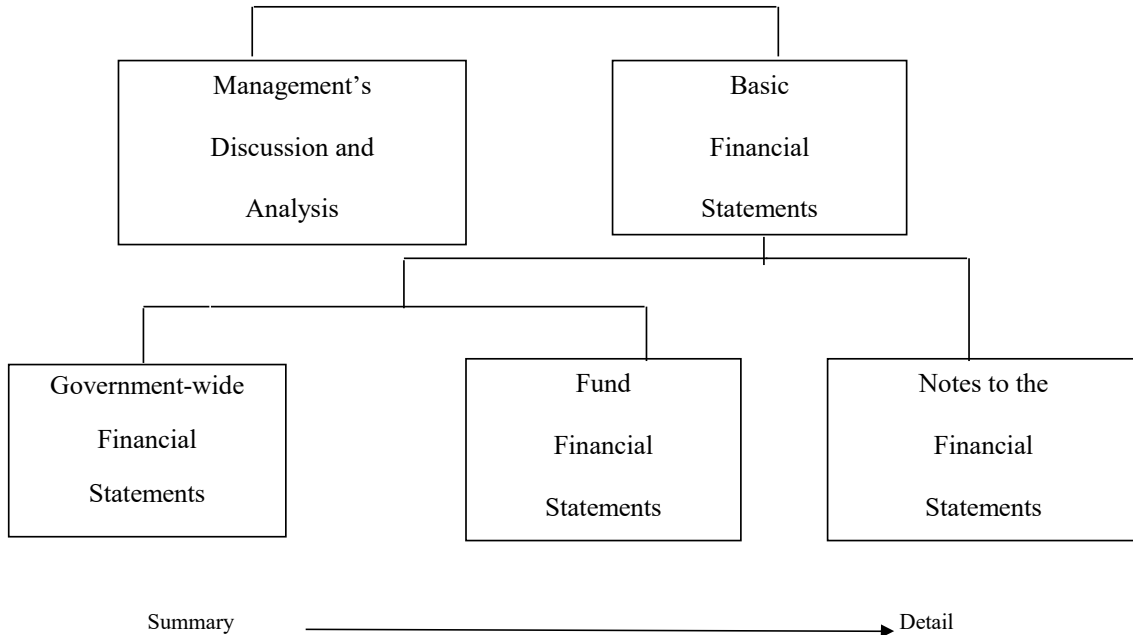 Management’s
Discussion and
Analysis
Basic
Financial
Statements
Government-wide
Financial
Statements
Fund
Financial
Statements
Notes to the
Financial
Statements
Summary
Detail